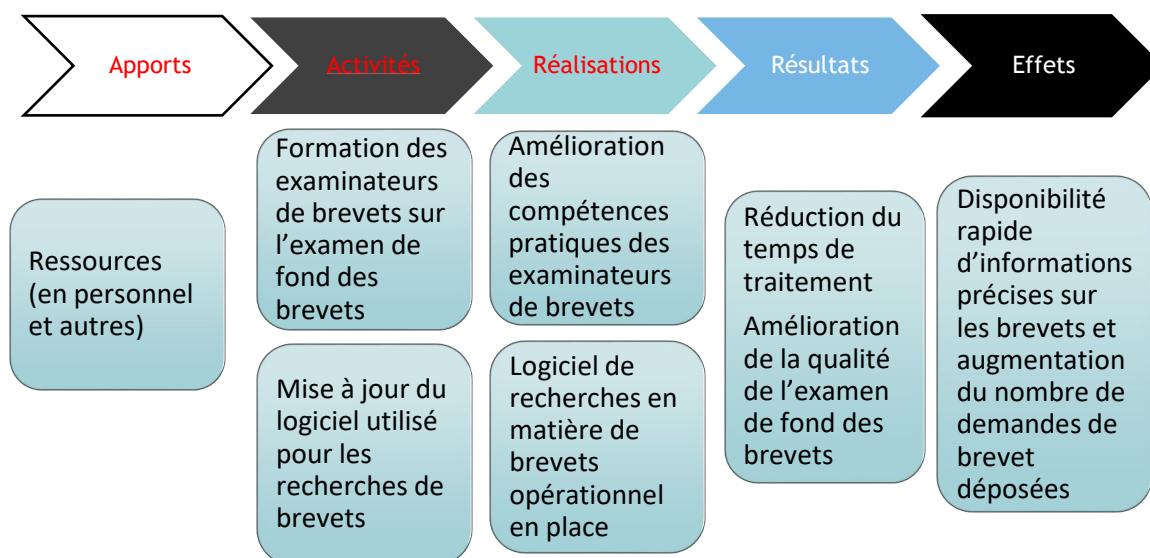 Apports
Activités
Réalisations
Résultats
Effets
Ressources
(en personnel
et autres)
Formation des
examinateurs
de brevets sur
l’examen de
fond des
brevets
Mise à jour du
logiciel utilisé
pour les
recherches de
brevets
Amélioration
des
compétences
pratiques des
examinateurs
de brevets
Logiciel de
recherches en
matière de
brevets
opérationnel
en place
Réduction du
temps de
traitement
Amélioration
de la qualité
de l’examen
de fond des
brevets
Disponibilité
rapide
d’informations
précises sur
les brevets et
augmentation
du nombre de
demandes de
brevet
déposées